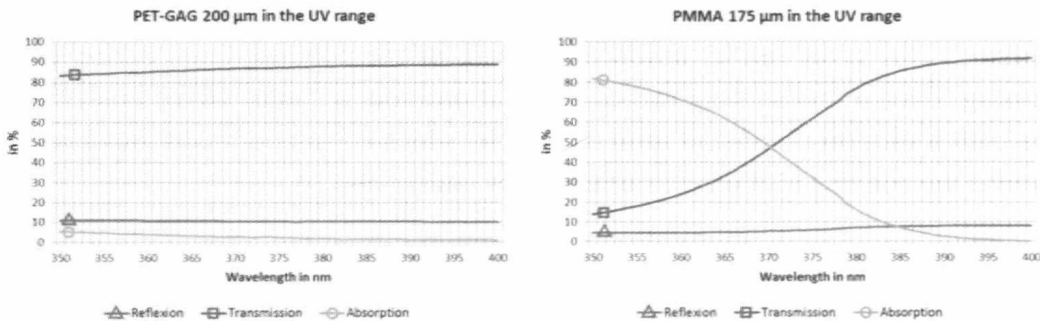 PET-GAG 200 µm in the UV range
100
90
80
70
60
50
40
30
20
10
0
in %
350 355 360 365 370 375 380 385 390 395 400
Wavelength in nm
Reflexion Transmission Absorption
PMMA 175 µm in the UV range
100
90
80
70
60
50
40
30
20
10
0
in %
350 355 360 365 370 375 380 385 390 395 400
Wavelength in nm
Reflexion Transmission Absorption